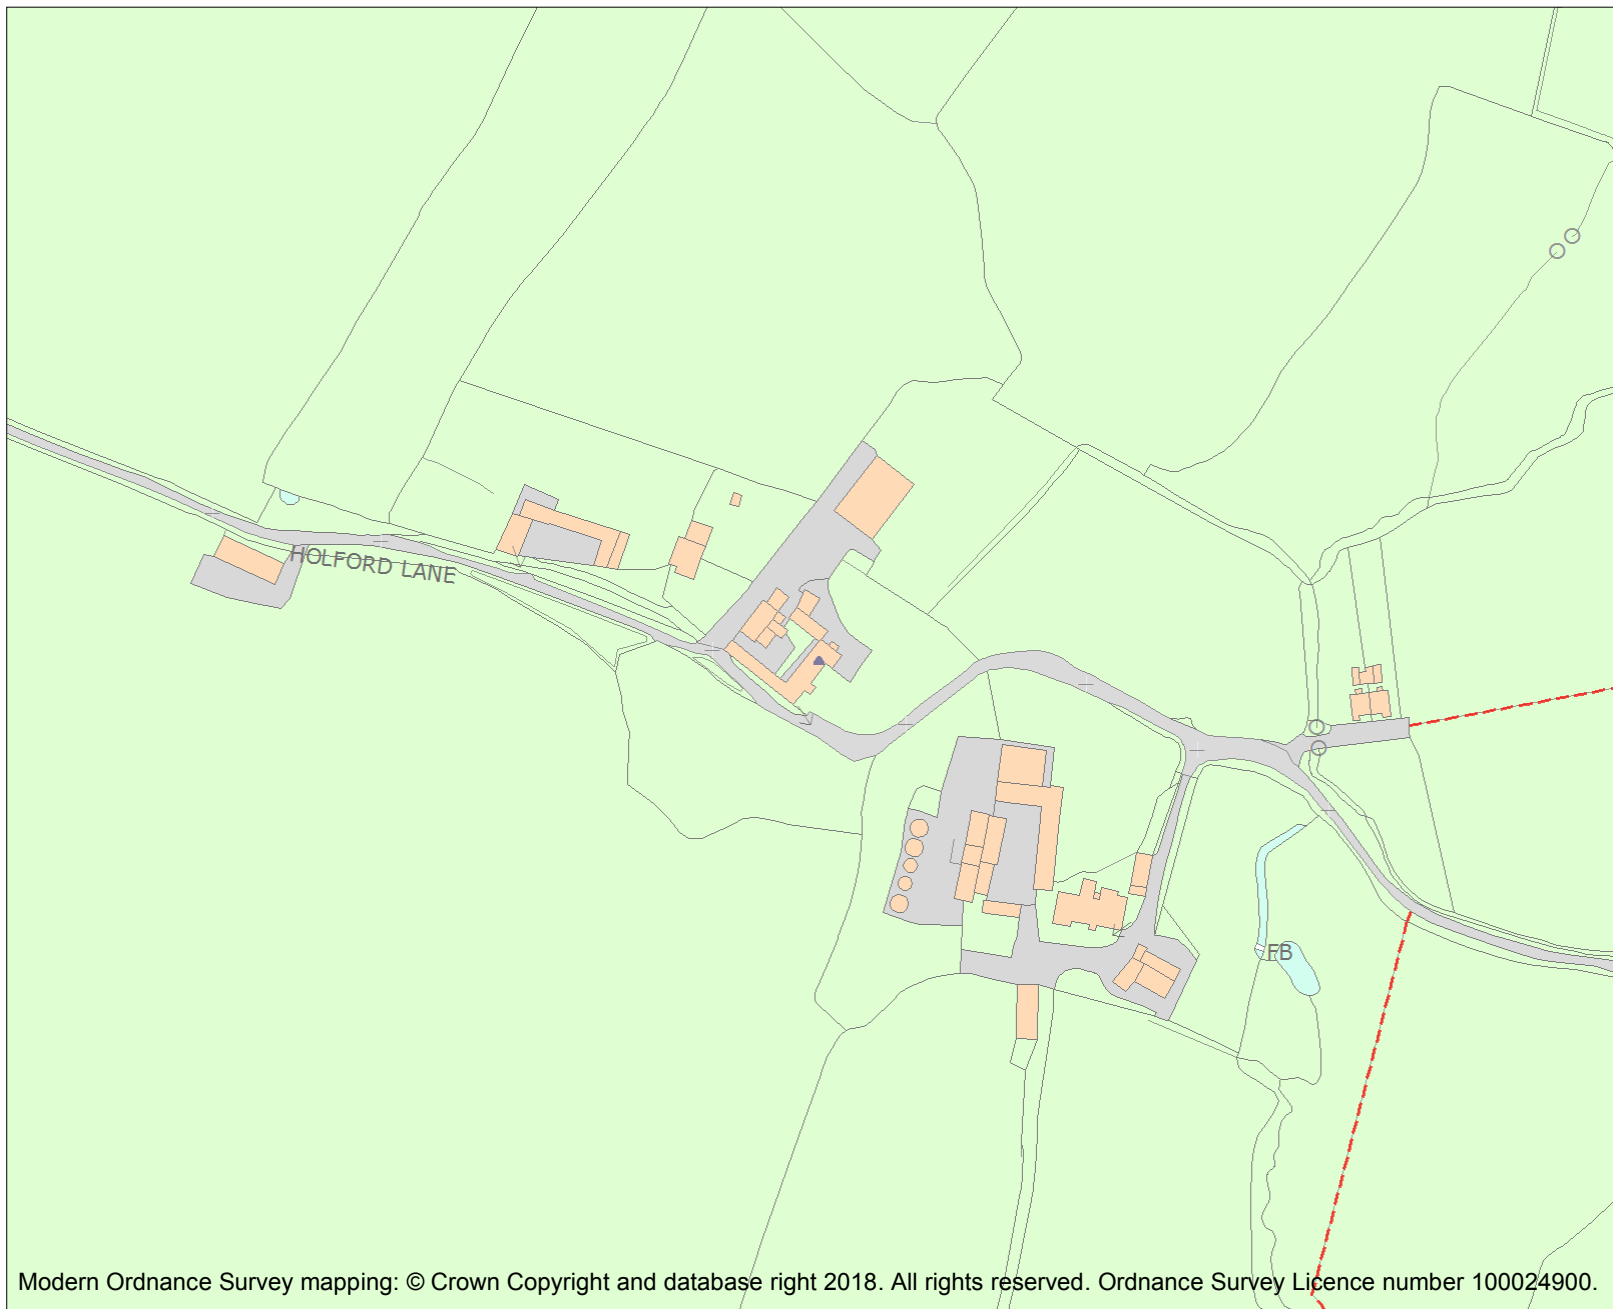 HOLFORD LANE
FB
Modern Ordnance Survey mapping: © Crown Copyright and database right 2018. All rights reserved. Ordnance Survey Licence number 100024900.